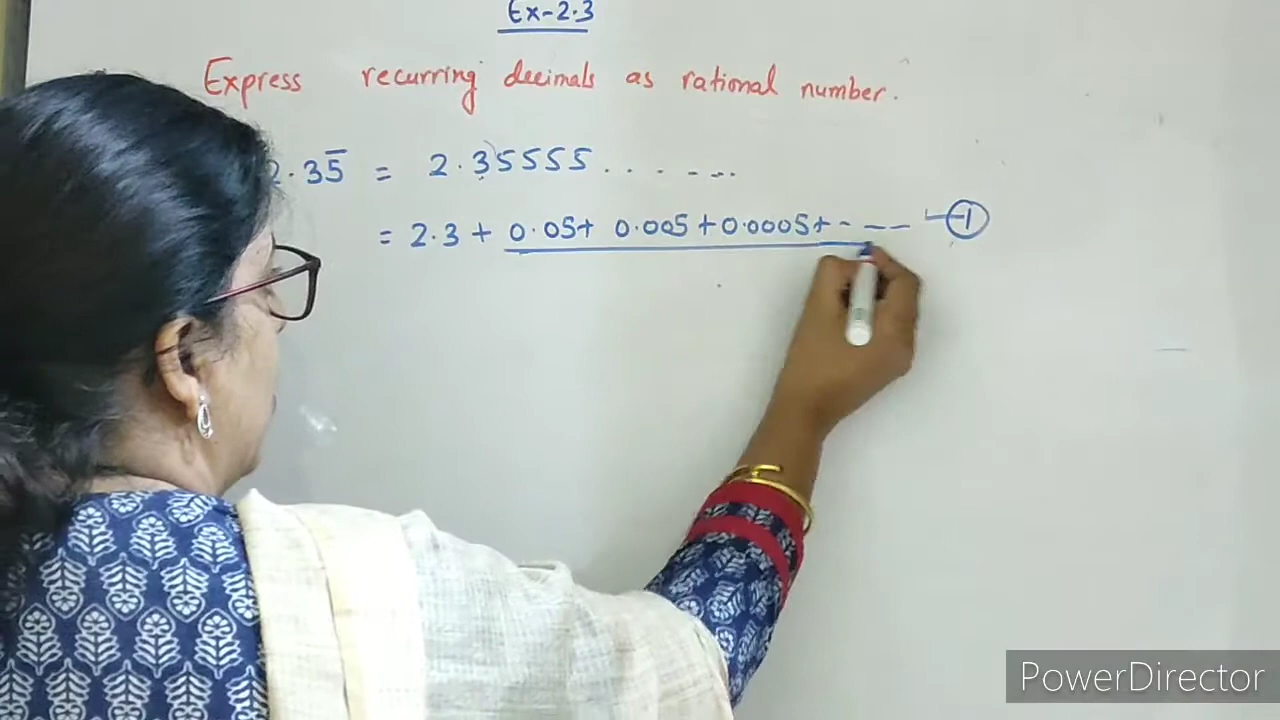 Ex-2.3
Express recurring decimals as rational number.
2.35̅ = 2.35555.......
= 2.3 + 0.05+ 0.005 +0.0005+ - -- — ①
PowerDirector